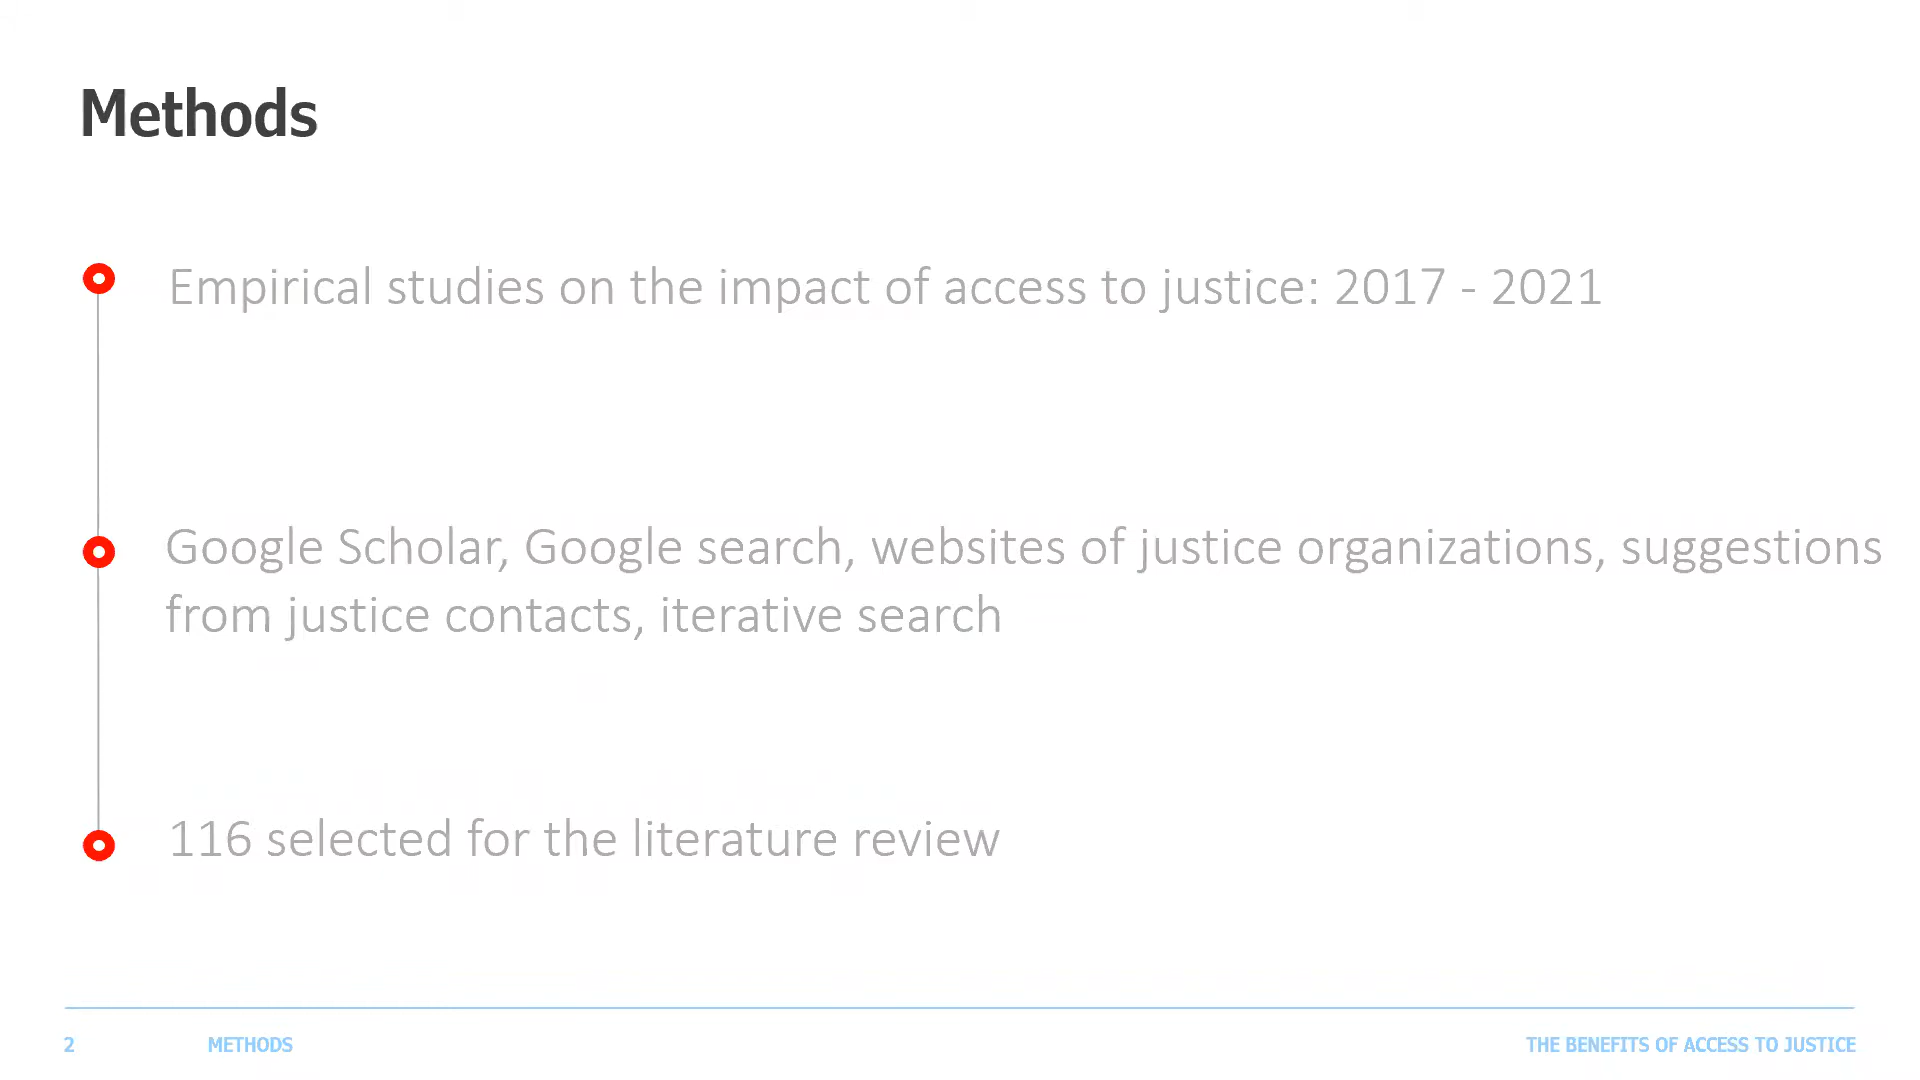 Methods
Empirical studies on the impact of access to justice: 2017 - 2021
Google Scholar, Google search, websites of justice organizations, suggestions
from justice contacts, iterative search
116 selected for the literature review
2 METHODS THE BENEFITS OF ACCESS TO JUSTICE